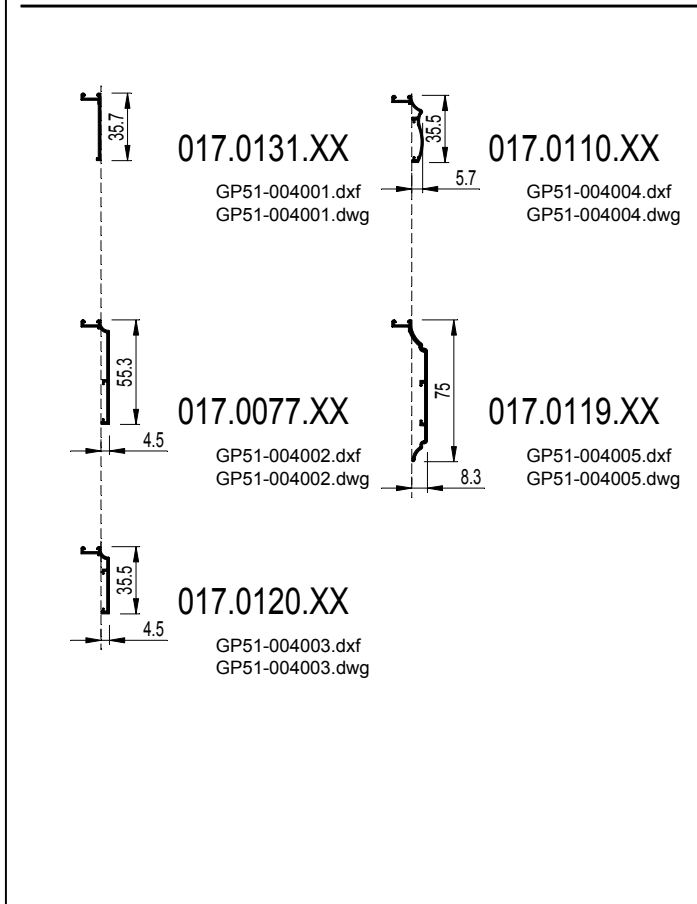 35.7
017.0131.XX
GP51-004001.dxf
GP51-004001.dwg
35.5
5.7
017.0110.XX
GP51-004004.dxf
GP51-004004.dwg
55.3
4.5
017.0077.XX
GP51-004002.dxf
GP51-004002.dwg
75
8.3
017.0119.XX
GP51-004005.dxf
GP51-004005.dwg
35.5
4.5
017.0120.XX
GP51-004003.dxf
GP51-004003.dwg